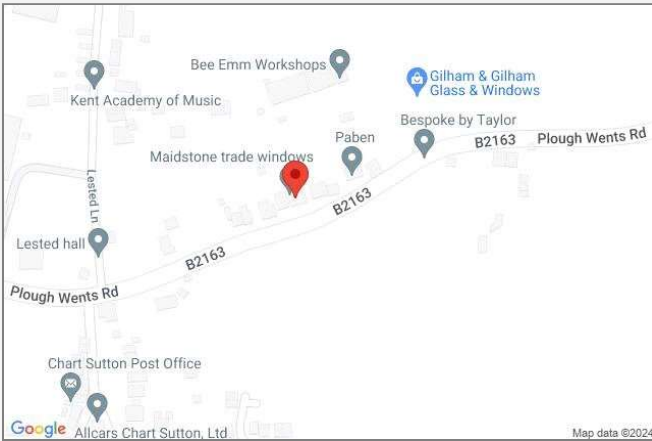 Bee Emm Workshops
Kent Academy of Music
Gilham & Gilham
Glass & Windows
Bespoke by Taylor
Paben
B2163
Plough Wents Rd
Maidstone trade windows
Lested Ln
B2163
Lested hall
B2163
Plough Wents Rd
Chart Sutton Post Office
Allcars Chart Sutton, Ltd
Google
Map data ©2024